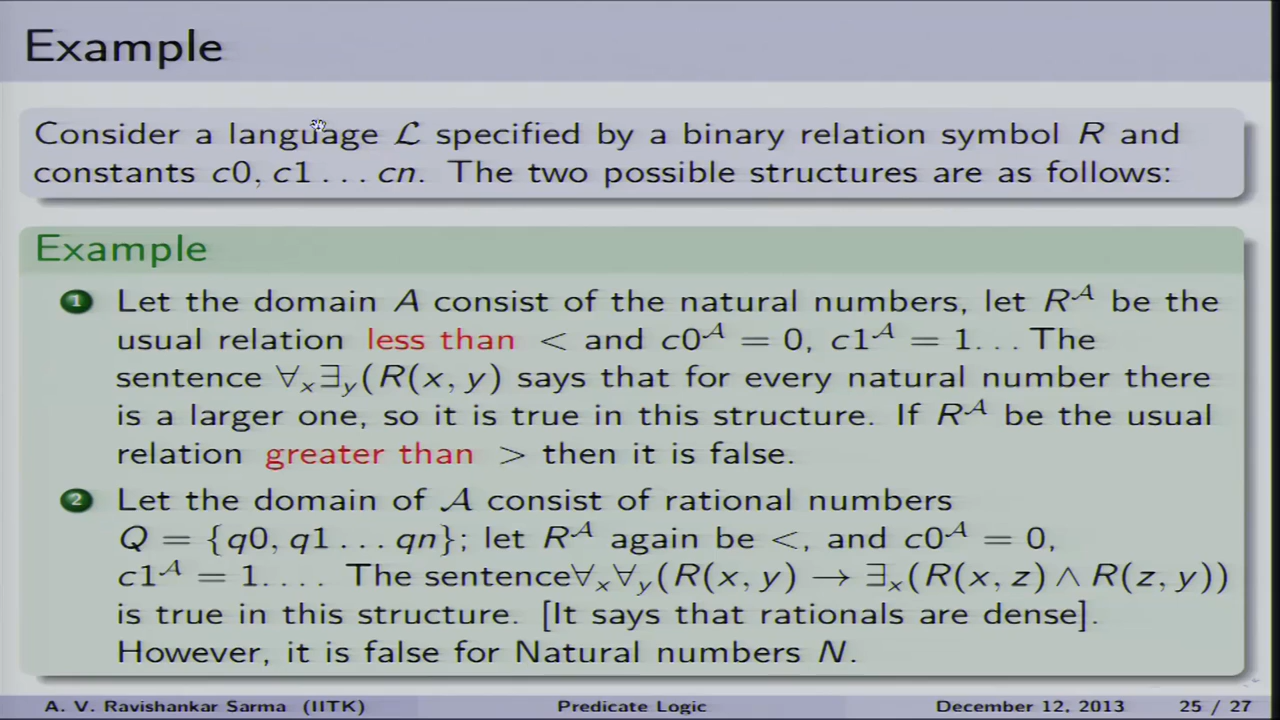 Example
Consider a language ℒ specified by a binary relation symbol R and
constants c0, c1 . . . cn. The two possible structures are as follows:
Example
1 Let the domain A consist of the natural numbers, let R^𝒜 be the
usual relation less than < and c0^𝒜 = 0, c1^𝒜 = 1. . . The
sentence ∀ₓ∃ᵧ(R(x, y) says that for every natural number there
is a larger one, so it is true in this structure. If R^𝒜 be the usual
relation greater than > then it is false.
2 Let the domain of 𝒜 consist of rational numbers
Q = {q0, q1 . . . qn}; let R^𝒜 again be <, and c0^𝒜 = 0,
c1^𝒜 = 1. . . . The sentence∀ₓ∀ᵧ(R(x, y) → ∃ₓ(R(x, z) ∧ R(z, y))
is true in this structure. [It says that rationals are dense].
However, it is false for Natural numbers N.
A. V. Ravishankar Sarma (IITK) Predicate Logic December 12, 2013 25 / 27